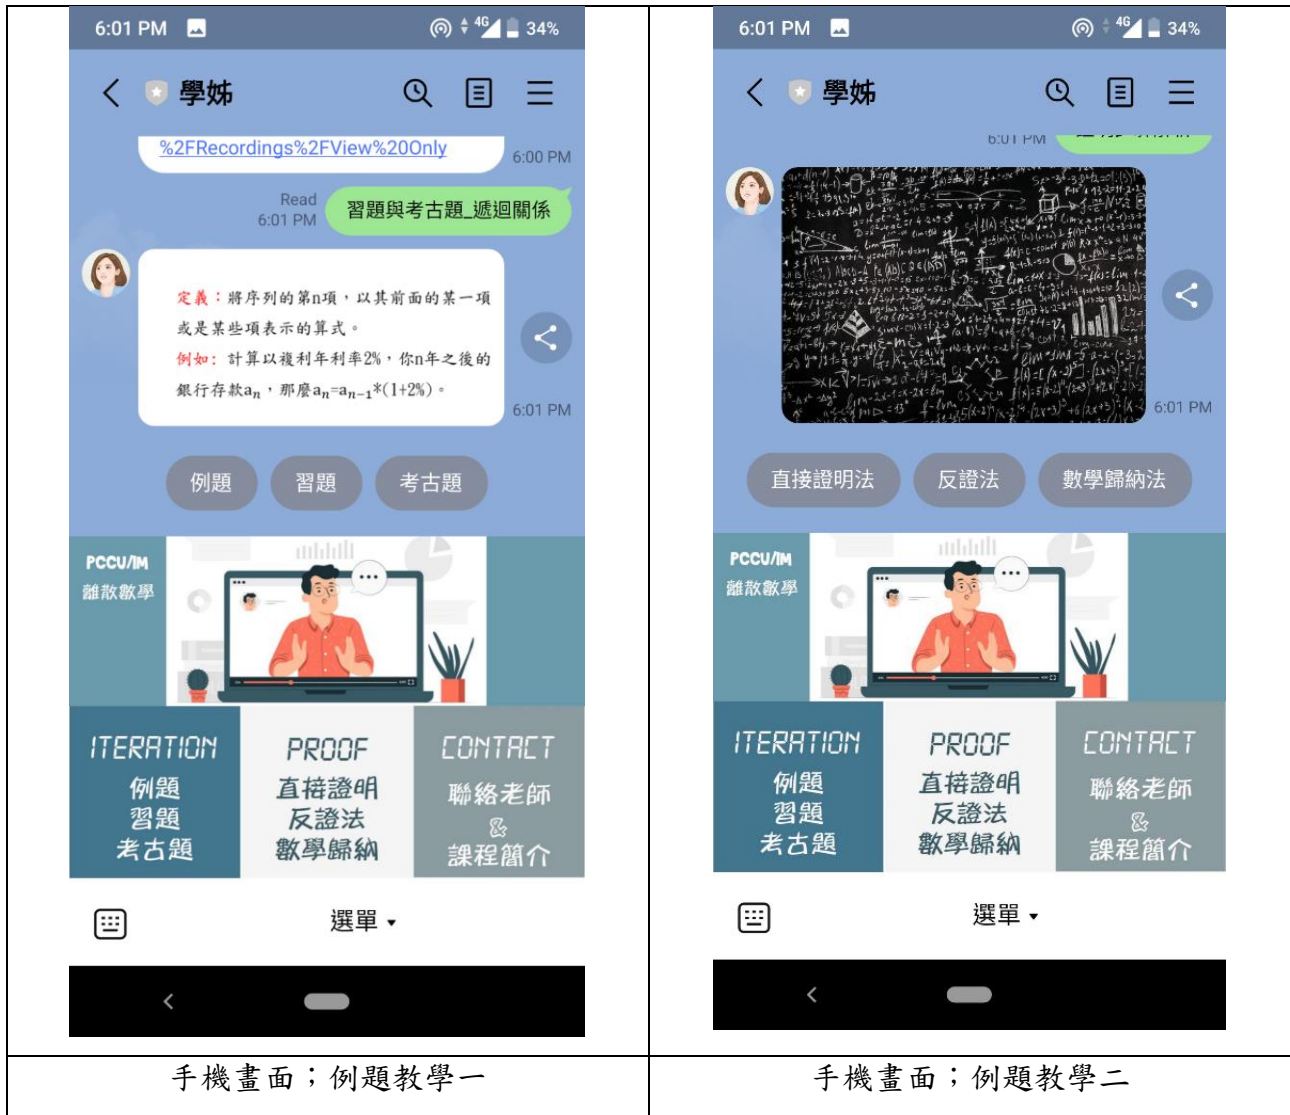 6:01 PM
4G
34%
學姊
%2FRecordings%2FView%20Only
6:00 PM
Read
6:01 PM
習題與考古題_遞迴關係
定義：將序列的第n項，以其前面的某一項
或是某些項表示的算式。
例如：計算以複利年利率2%，你n年之後的
銀行存款aₙ，那麼aₙ=aₙ₋₁*(1+2%)。
6:01 PM
例題
習題
考古題
PCCU/IM
離散數學
ITERATION
例題
習題
考古題
PROOF
直接證明
反證法
數學歸納
CONTACT
聯絡老師
&
課程簡介
選單
手機畫面；例題教學一
6:01 PM
4G
34%
學姊
6:01 PM
6:01 PM
直接證明法
反證法
數學歸納法
PCCU/IM
離散數學
ITERATION
例題
習題
考古題
PROOF
直接證明
反證法
數學歸納
CONTACT
聯絡老師
&
課程簡介
選單
手機畫面；例題教學二